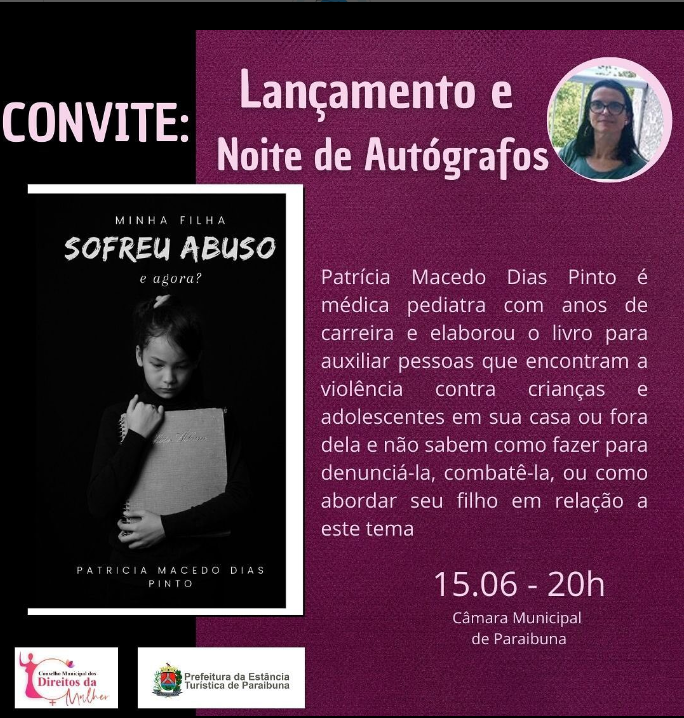 CONVITE:
Lançamento e
Noite de Autógrafos
MINHA FILHA
SOFREU ABUSO
e agora?
PATRICIA MACEDO DIAS
PINTO
Patrícia Macedo Dias Pinto é
médica pediatra com anos de
carreira e elaborou o livro para
auxiliar pessoas que encontram a
violência contra crianças e
adolescentes em sua casa ou fora
dela e não sabem como fazer para
denunciá-la, combatê-la, ou como
abordar seu filho em relação a
este tema
15.06 - 20h
Câmara Municipal
de Paraibuna
Conselho Municipal dos
Direitos da
Mulher
Prefeitura da Estância
Turística de Paraibuna